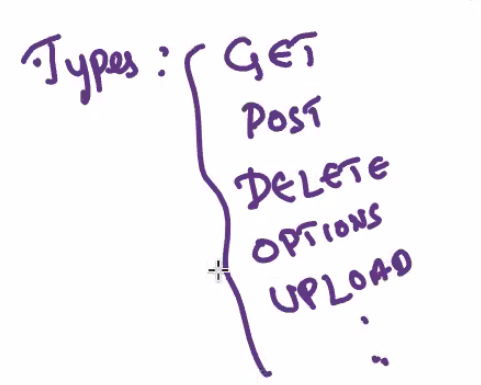 Types : GET
POST
DELETE
OPTIONS
UPLOAD